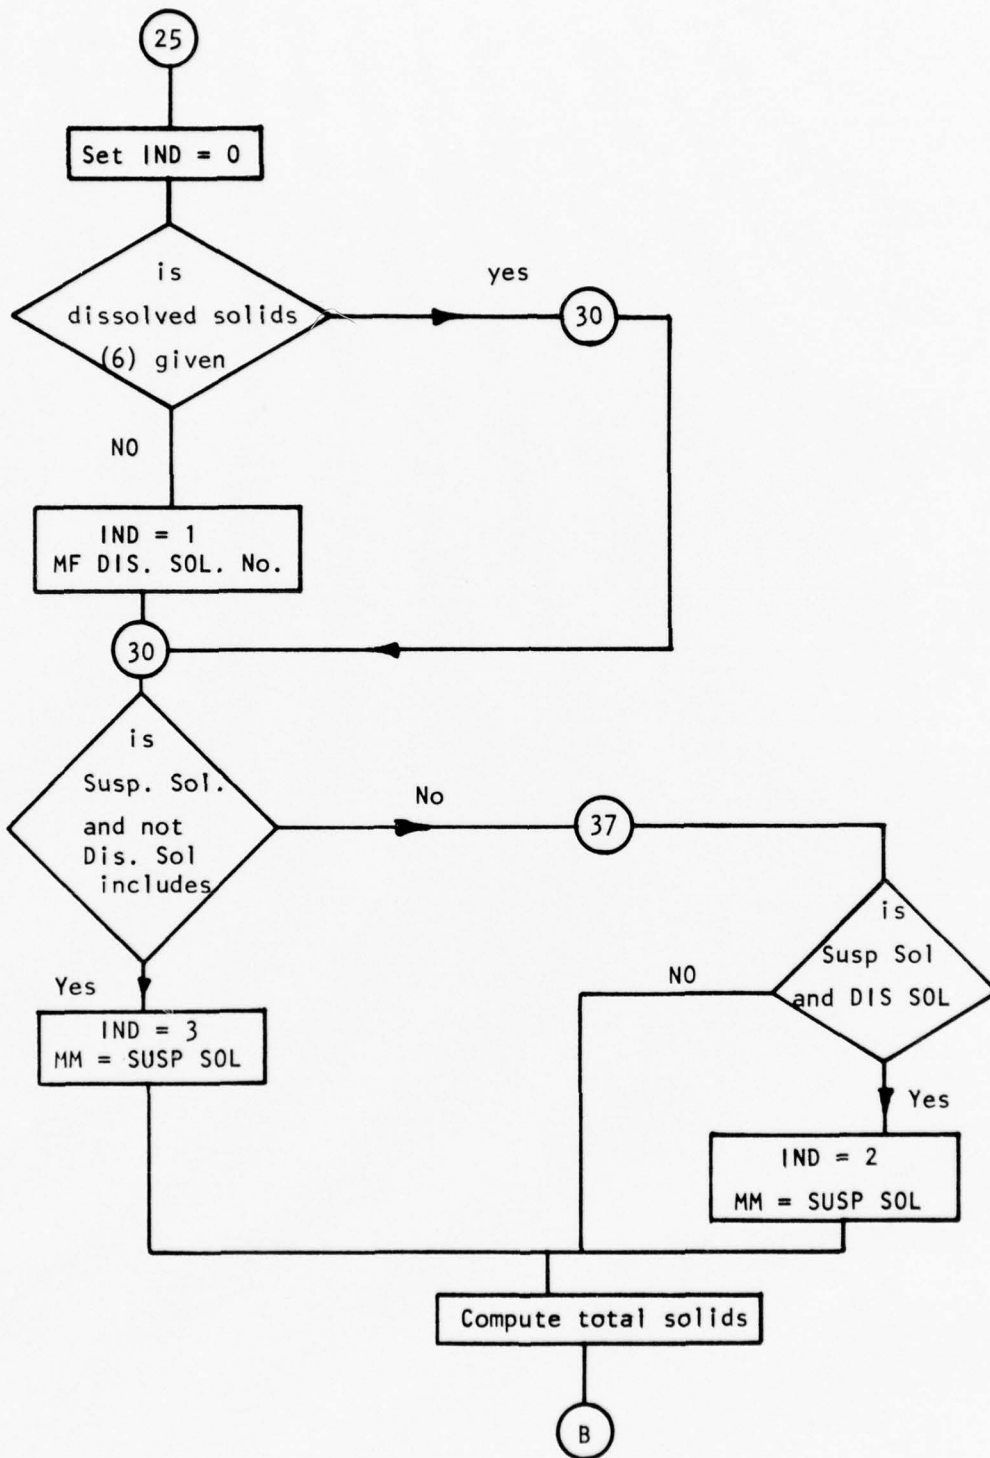 25
Set IND = 0
is
dissolved solids
(6) given
yes
30
NO
IND = 1
MF DIS. SOL. No.
30
is
Susp. Sol.
and not
Dis. Sol
includes
No
37
is
Susp Sol
and DIS SOL
NO
Yes
IND = 3
MM = SUSP SOL
Yes
IND = 2
MM = SUSP SOL
Compute total solids
B